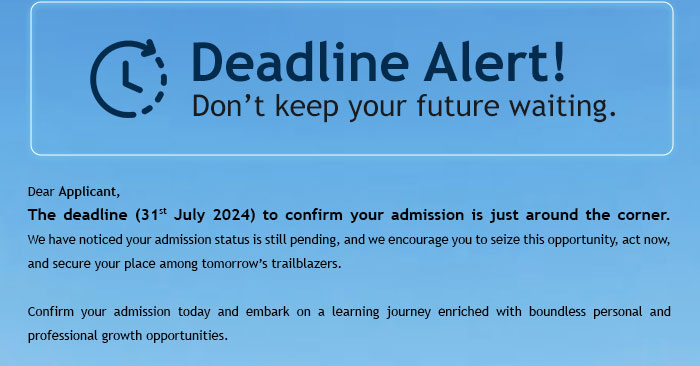 Deadline Alert!
Don’t keep your future waiting.
Dear Applicant,
The deadline (31st July 2024) to confirm your admission is just around the corner.
We have noticed your admission status is still pending, and we encourage you to seize this opportunity, act now,
and secure your place among tomorrow’s trailblazers.
Confirm your admission today and embark on a learning journey enriched with boundless personal and
professional growth opportunities.